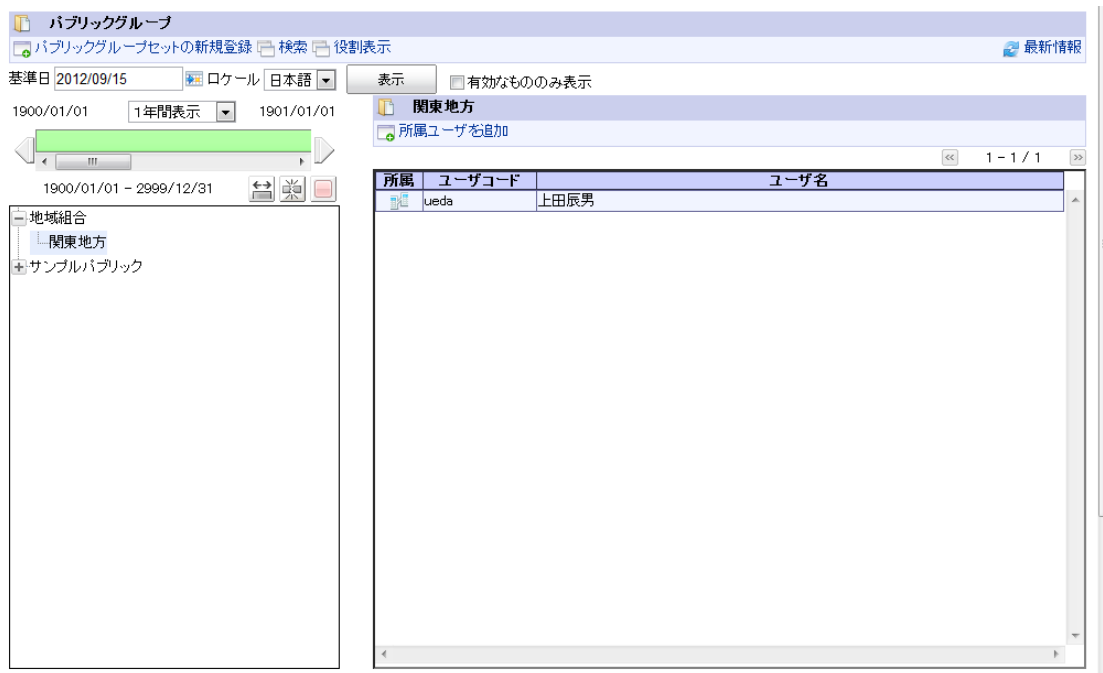 パブリックグループ
パブリックグループセットの新規登録 検索 役割表示 最新情報
基準日 2012/09/15 ロケール 日本語 表示 有効なもののみ表示
1900/01/01 1年間表示 1901/01/01
1900/01/01 - 2999/12/31
地域組合
関東地方
サンプルパブリック
関東地方
所属ユーザを追加
1 - 1 / 1
所属 ユーザコード ユーザ名
ueda 上田辰男